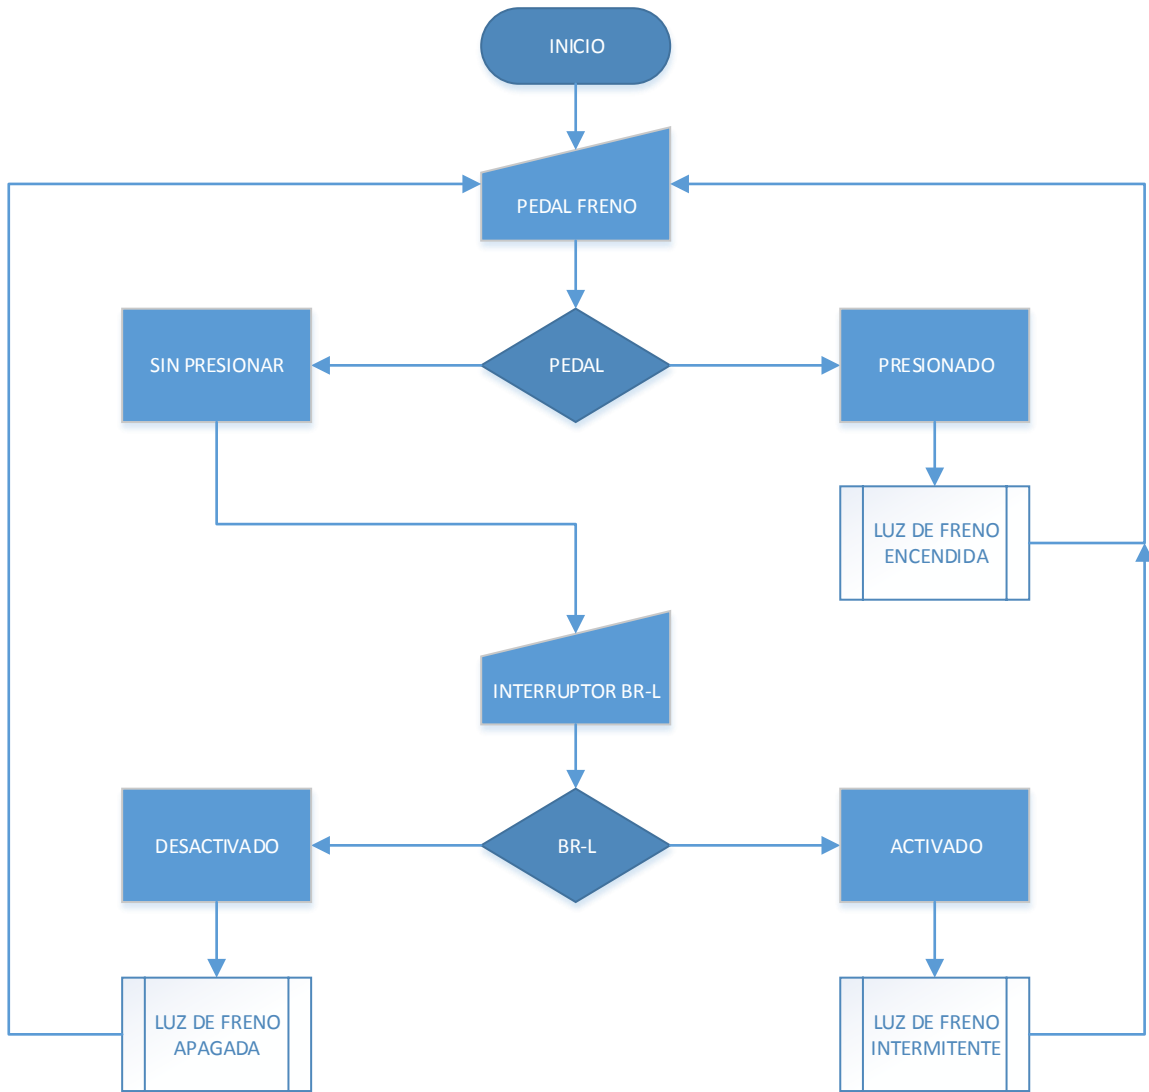 INICIO
PEDAL FRENO
SIN PRESIONAR
PEDAL
PRESIONADO
LUZ DE FRENO
ENCENDIDA
INTERRUPTOR BR-L
DESACTIVADO
BR-L
ACTIVADO
LUZ DE FRENO
APAGADA
LUZ DE FRENO
INTERMITENTE